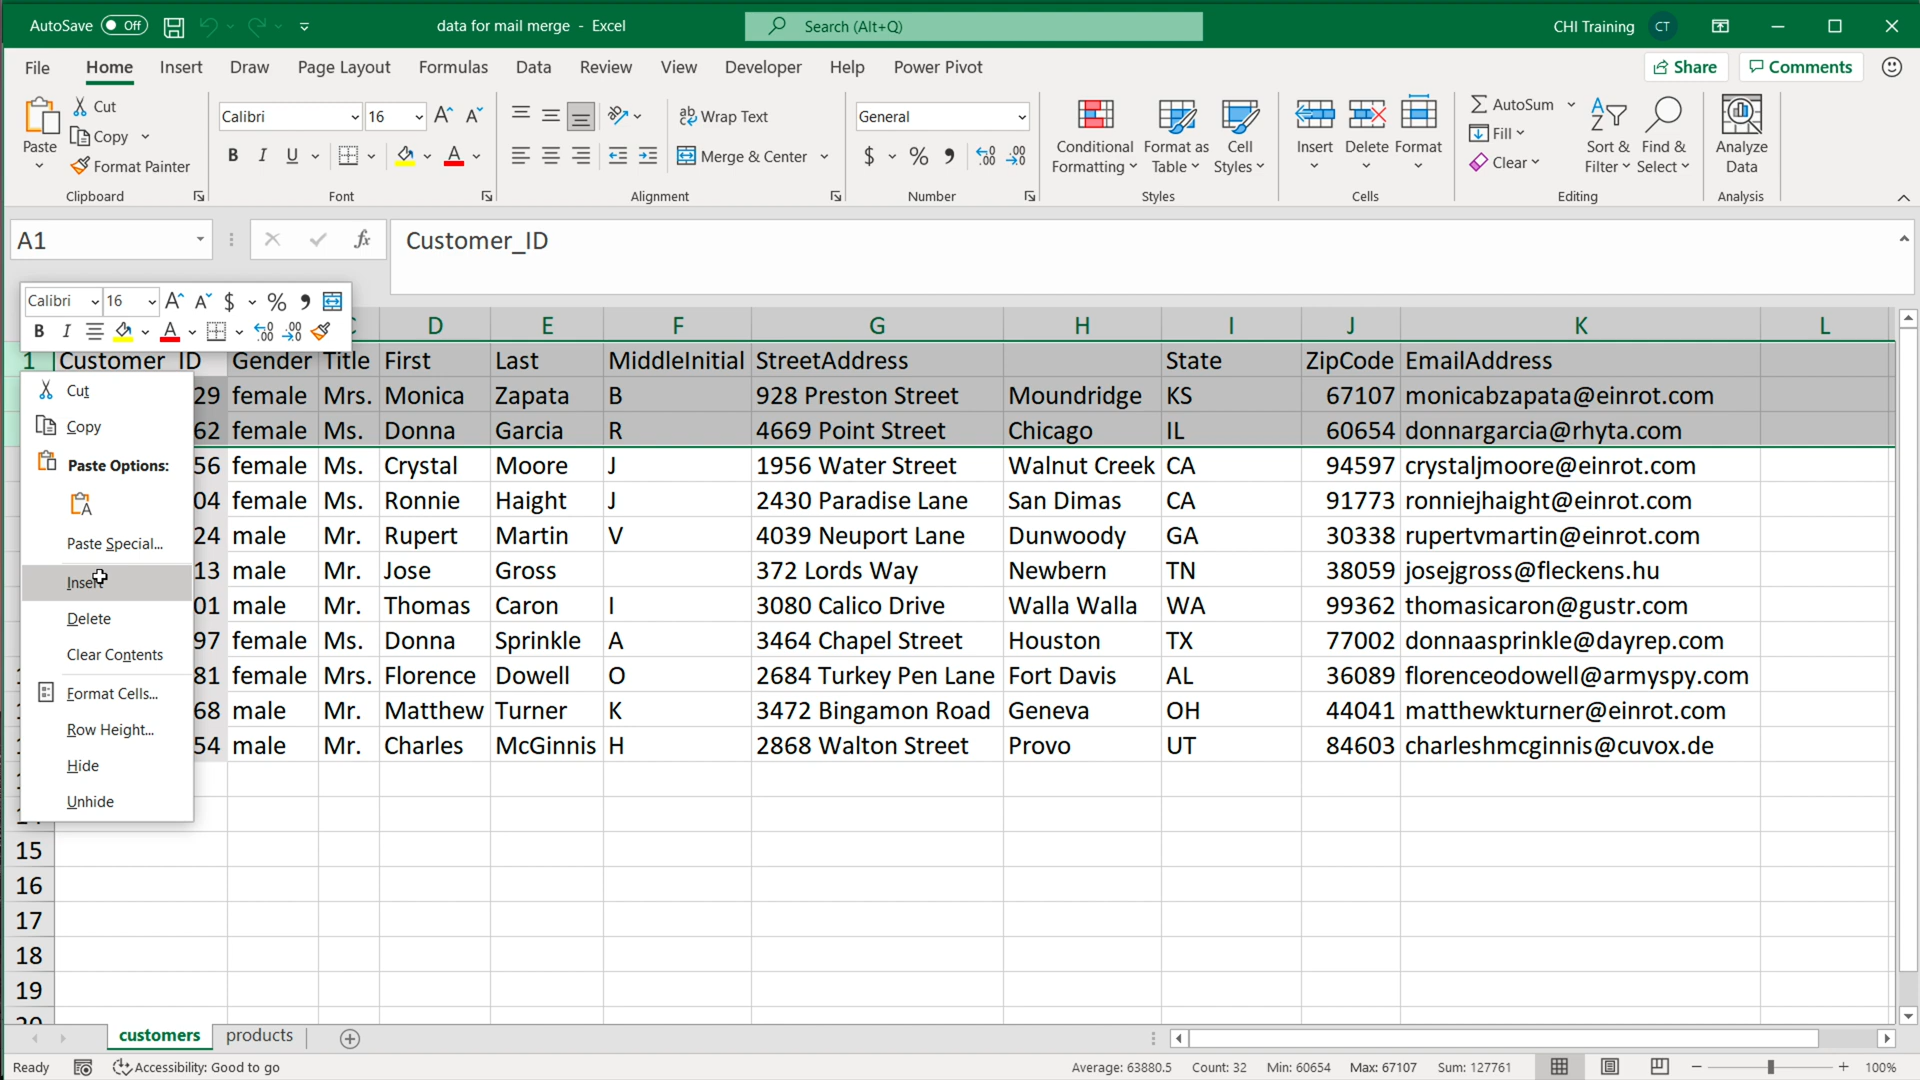 AutoSave Off data for mail merge - Excel Search (Alt+Q) CHI Training CT
File Home Insert Draw Page Layout Formulas Data Review View Developer Help Power Pivot Share Comments
Paste Cut Copy Format Painter Clipboard
Calibri 16 B I U A Font
ab Wrap Text Merge & Center Alignment
General $ % Number
Conditional Formatting Format as Table Cell Styles Styles
Insert Delete Format Cells
AutoSum Fill Clear Sort & Filter Find & Select Editing
Analyze Data Analysis
A1 fx Customer_ID
Calibri 16 A A $ % B I A
D E F G H I J K L
1 Customer_ID Gender Title First Last MiddleInitial StreetAddress State ZipCode EmailAddress
29 female Mrs. Monica Zapata B 928 Preston Street Moundridge KS 67107 monicabzapata@einrot.com
62 female Ms. Donna Garcia R 4669 Point Street Chicago IL 60654 donnargarcia@rhyta.com
56 female Ms. Crystal Moore J 1956 Water Street Walnut Creek CA 94597 crystaljmoore@einrot.com
04 female Ms. Ronnie Haight J 2430 Paradise Lane San Dimas CA 91773 ronniejhaight@einrot.com
24 male Mr. Rupert Martin V 4039 Neuport Lane Dunwoody GA 30338 rupertvmartin@einrot.com
13 male Mr. Jose Gross 372 Lords Way Newbern TN 38059 josejgross@fleckens.hu
01 male Mr. Thomas Caron I 3080 Calico Drive Walla Walla WA 99362 thomasicaron@gustr.com
97 female Ms. Donna Sprinkle A 3464 Chapel Street Houston TX 77002 donnaasprinkle@dayrep.com
81 female Mrs. Florence Dowell O 2684 Turkey Pen Lane Fort Davis AL 36089 florenceodowell@armyspy.com
68 male Mr. Matthew Turner K 3472 Bingamon Road Geneva OH 44041 matthewkturner@einrot.com
54 male Mr. Charles McGinnis H 2868 Walton Street Provo UT 84603 charleshmcginnis@cuvox.de
Cut
Copy
Paste Options:
Paste Special...
Insert
Delete
Clear Contents
Format Cells...
Row Height...
Hide
Unhide
15
16
17
18
19
20
customers products
Ready Accessibility: Good to go Average: 63880.5 Count: 32 Min: 60654 Max: 67107 Sum: 127761 100%